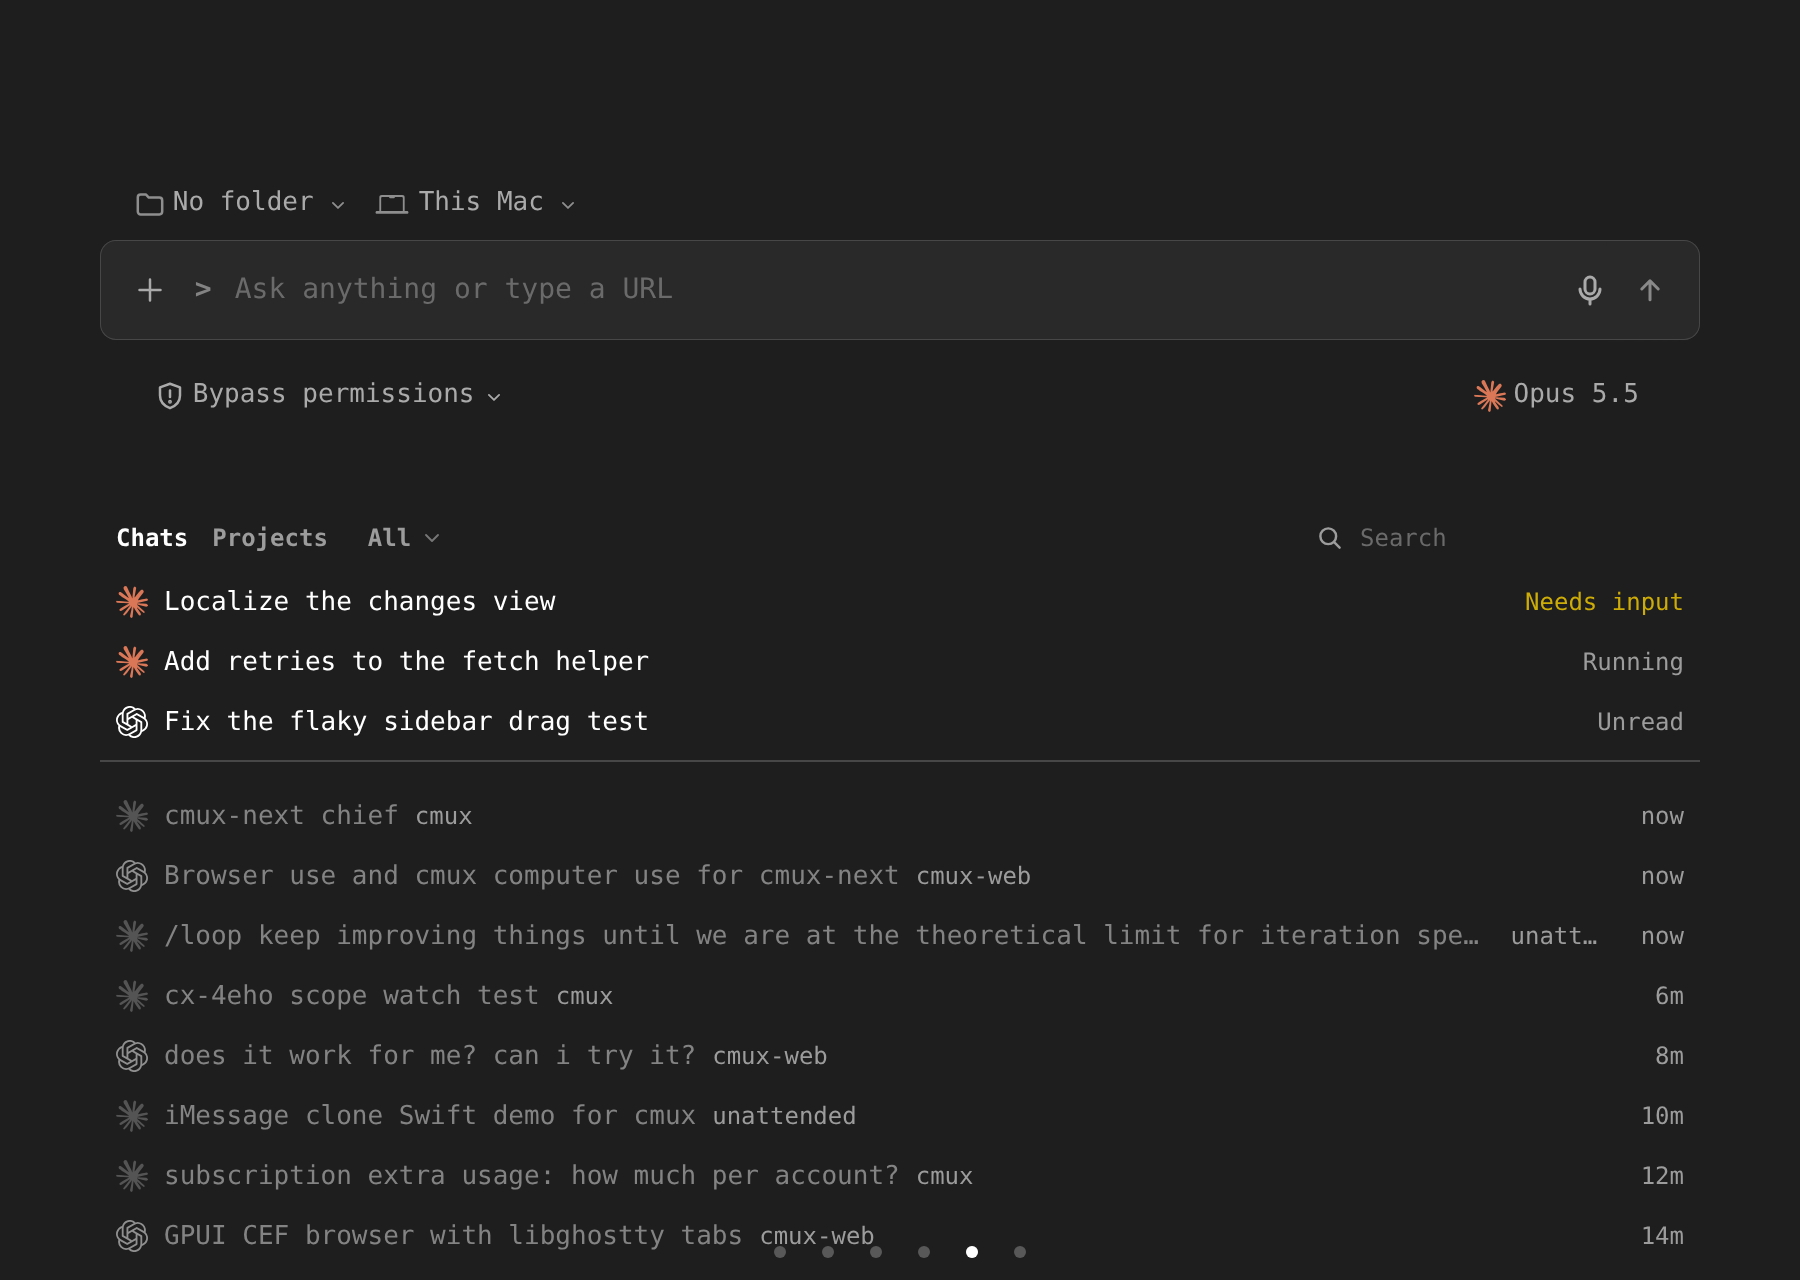 No folder This Mac
> Ask anything or type a URL
Bypass permissions Opus 5.5
Chats Projects All Search
Localize the changes view Needs input
Add retries to the fetch helper Running
Fix the flaky sidebar drag test Unread
cmux-next chief cmux now
Browser use and cmux computer use for cmux-next cmux-web now
/loop keep improving things until we are at the theoretical limit for iteration spe… unatt… now
cx-4eho scope watch test cmux 6m
does it work for me? can i try it? cmux-web 8m
iMessage clone Swift demo for cmux unattended 10m
subscription extra usage: how much per account? cmux 12m
GPUI CEF browser with libghostty tabs cmux-web 14m